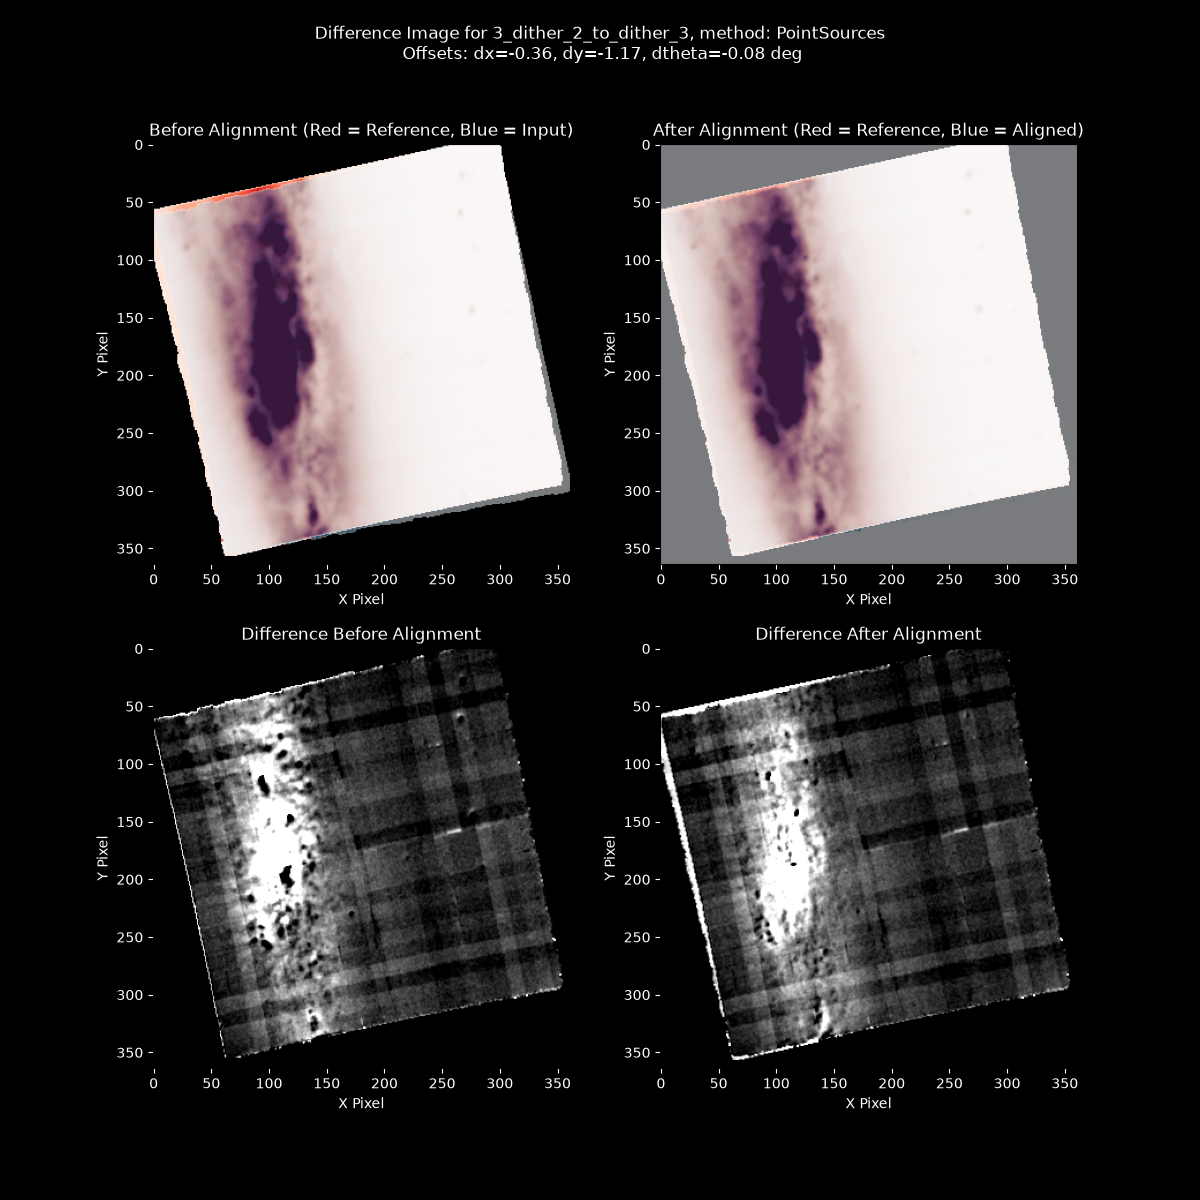 Difference Image for 3_dither_2_to_dither_3, method: PointSources
Offsets: dx=-0.36, dy=-1.17, dtheta=-0.08 deg
Before Alignment (Red = Reference, Blue = Input)
0
50
100
150
200
250
300
350
Y Pixel
0 50 100 150 200 250 300 350
X Pixel
After Alignment (Red = Reference, Blue = Aligned)
0
50
100
150
200
250
300
350
Y Pixel
0 50 100 150 200 250 300 350
X Pixel
Difference Before Alignment
0
50
100
150
200
250
300
350
Y Pixel
0 50 100 150 200 250 300 350
X Pixel
Difference After Alignment
0
50
100
150
200
250
300
350
Y Pixel
0 50 100 150 200 250 300 350
X Pixel